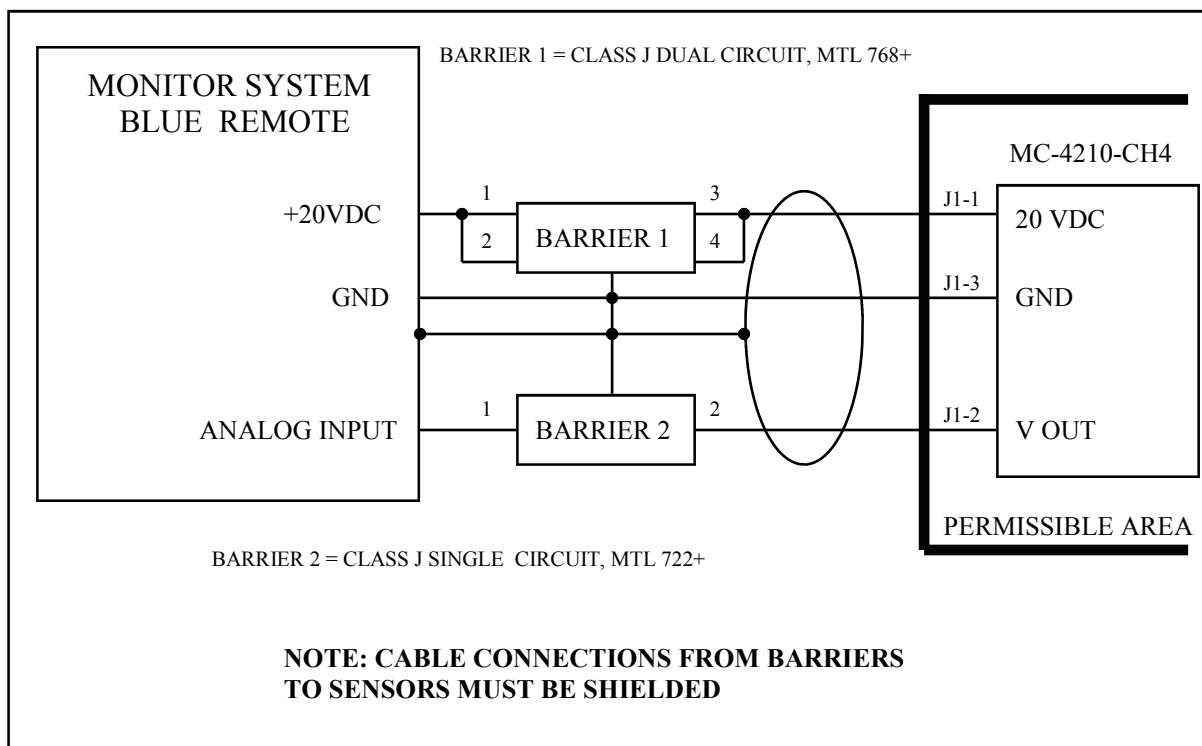 BARRIER 1 = CLASS J DUAL CIRCUIT, MTL 768+
MONITOR SYSTEM
BLUE REMOTE
MC-4210-CH4
1
3
J1-1
+20VDC
20 VDC
2
BARRIER 1
4
GND
J1-3
GND
1
2
J1-2
ANALOG INPUT
BARRIER 2
V OUT
PERMISSIBLE AREA
BARRIER 2 = CLASS J SINGLE CIRCUIT, MTL 722+
NOTE: CABLE CONNECTIONS FROM BARRIERS
TO SENSORS MUST BE SHIELDED